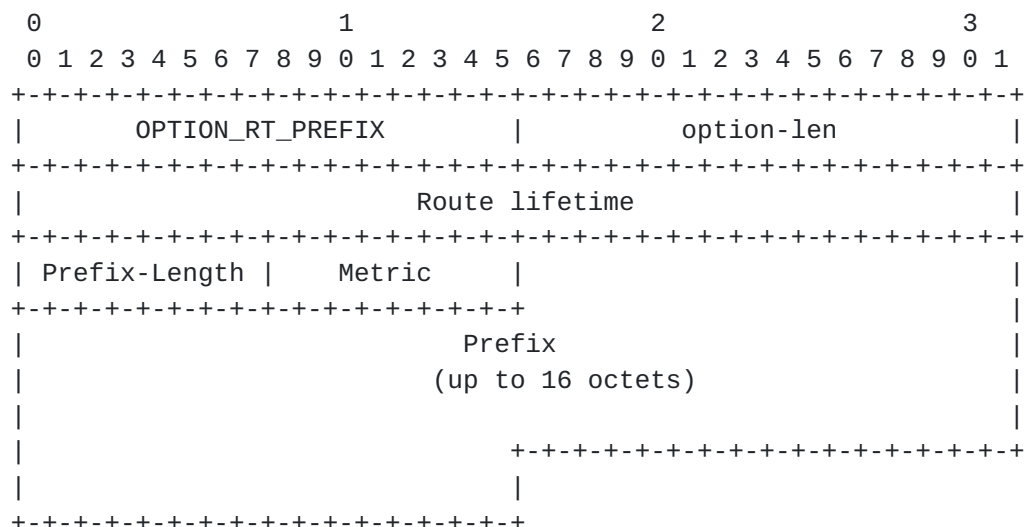 0                   1                   2                   3
 0 1 2 3 4 5 6 7 8 9 0 1 2 3 4 5 6 7 8 9 0 1 2 3 4 5 6 7 8 9 0 1
+-+-+-+-+-+-+-+-+-+-+-+-+-+-+-+-+-+-+-+-+-+-+-+-+-+-+-+-+-+-+-+-+
|       OPTION_RT_PREFIX        |          option-len           |
+-+-+-+-+-+-+-+-+-+-+-+-+-+-+-+-+-+-+-+-+-+-+-+-+-+-+-+-+-+-+-+-+
|                         Route lifetime                        |
+-+-+-+-+-+-+-+-+-+-+-+-+-+-+-+-+-+-+-+-+-+-+-+-+-+-+-+-+-+-+-+-+
| Prefix-Length |    Metric     |                               |
+-+-+-+-+-+-+-+-+-+-+-+-+-+-+-+-+                               |
|                            Prefix                             |
|                          (up to 16 octets)                    |
|                                                               |
|                               +-+-+-+-+-+-+-+-+-+-+-+-+-+-+-+-+
|                               |
+-+-+-+-+-+-+-+-+-+-+-+-+-+-+-+-+